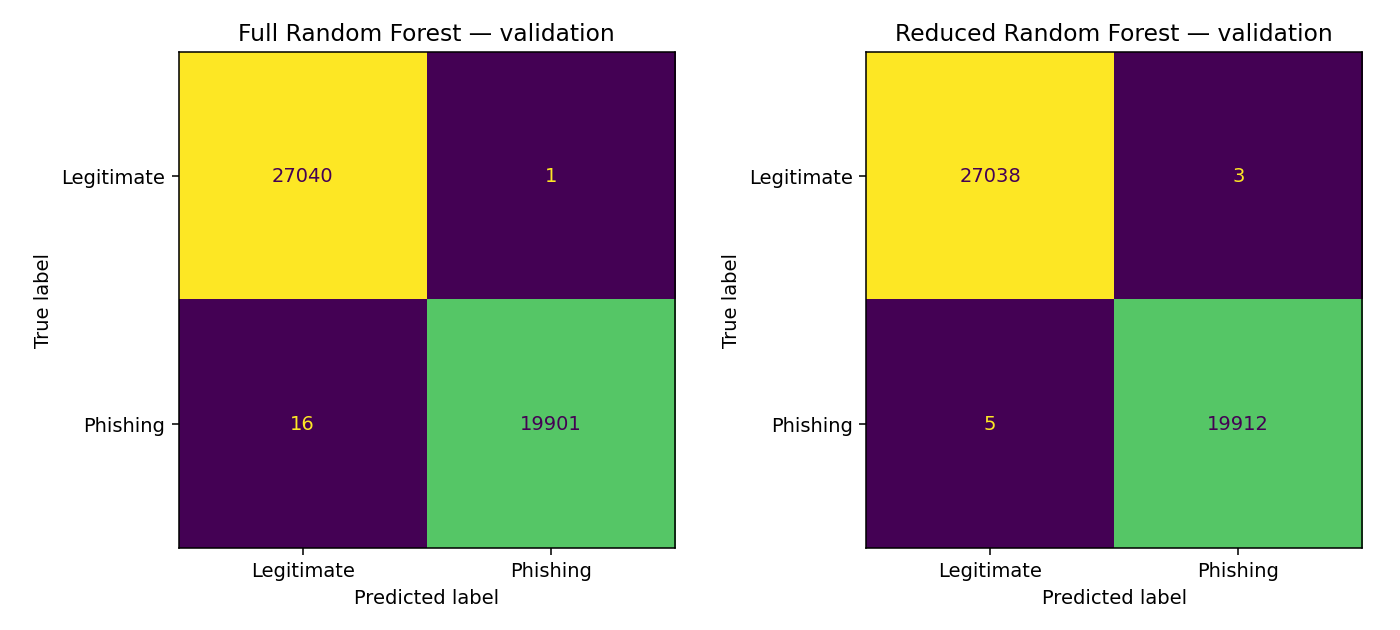 Full Random Forest — validation
True label
Legitimate
27040
1
Phishing
16
19901
Legitimate
Phishing
Predicted label
Reduced Random Forest — validation
True label
Legitimate
27038
3
Phishing
5
19912
Legitimate
Phishing
Predicted label